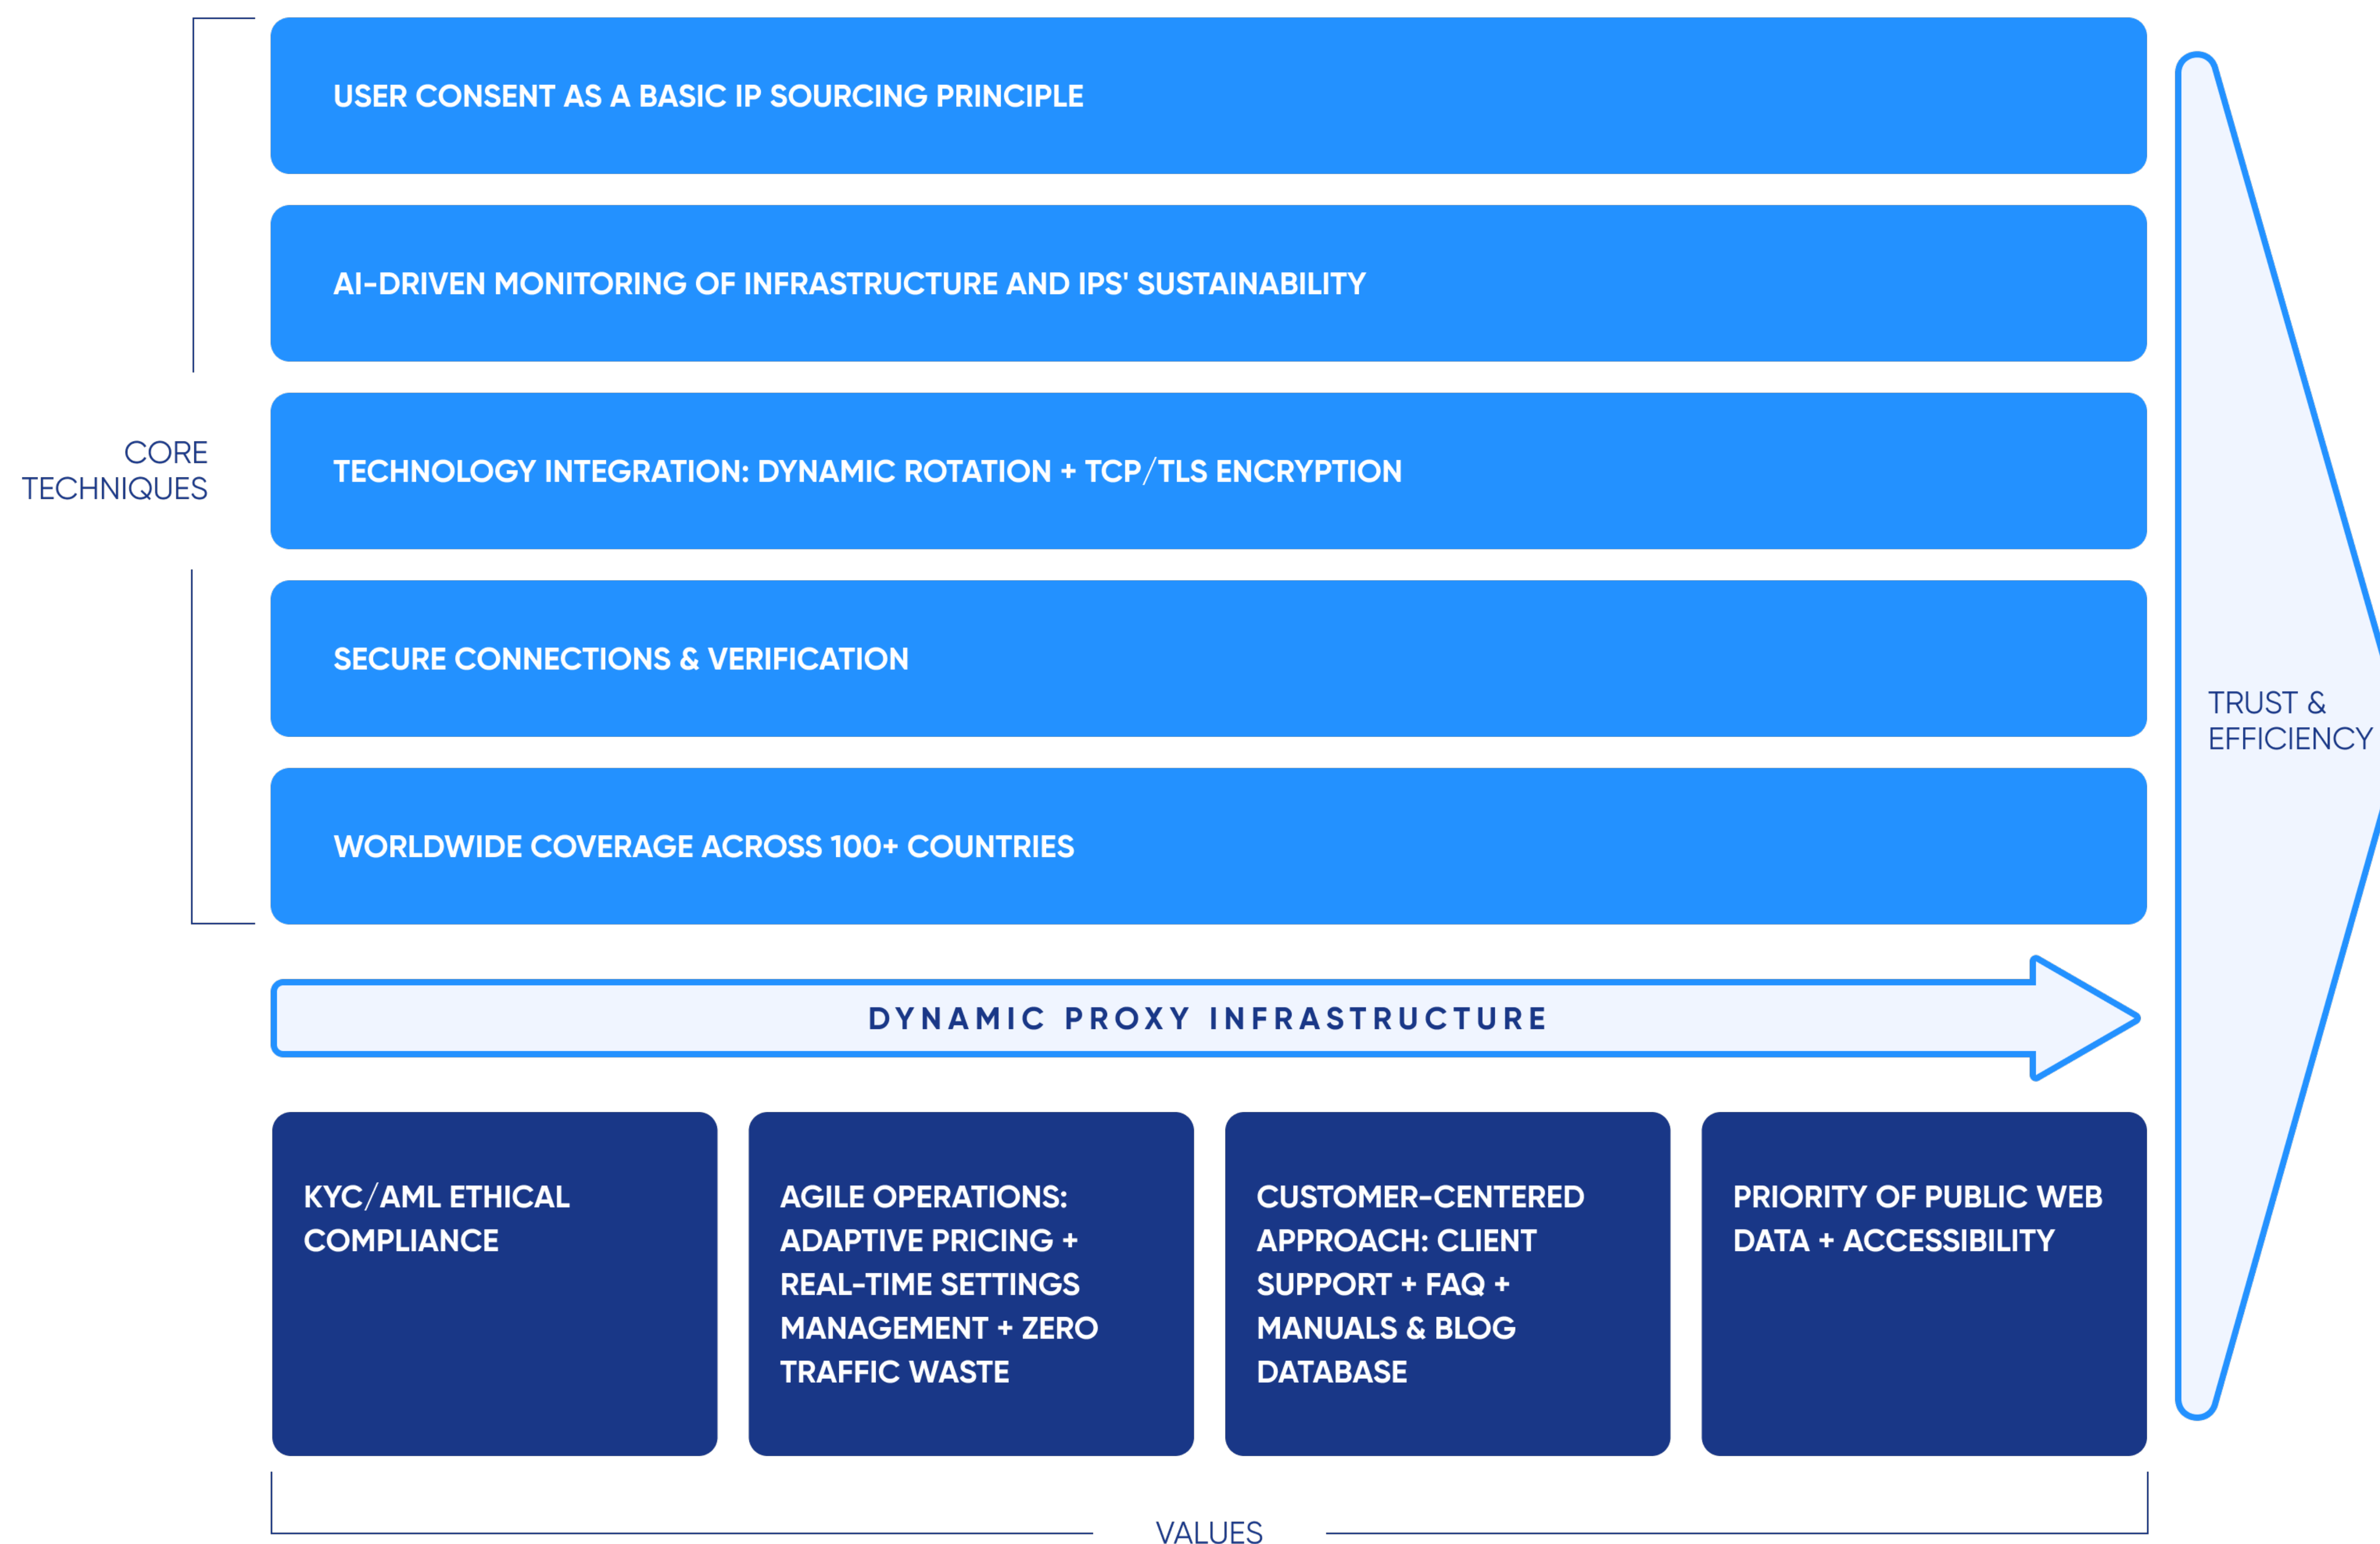 USER CONSENT AS A BASIC IP SOURCING PRINCIPLE
AI-DRIVEN MONITORING OF INFRASTRUCTURE AND IPS' SUSTAINABILITY
CORE
TECHNIQUES
TECHNOLOGY INTEGRATION: DYNAMIC ROTATION + TCP/TLS ENCRYPTION
SECURE CONNECTIONS & VERIFICATION
WORLDWIDE COVERAGE ACROSS 100+ COUNTRIES
TRUST &
EFFICIENCY
DYNAMIC PROXY INFRASTRUCTURE
KYC/AML ETHICAL
COMPLIANCE
AGILE OPERATIONS:
ADAPTIVE PRICING +
REAL-TIME SETTINGS
MANAGEMENT + ZERO
TRAFFIC WASTE
CUSTOMER-CENTERED
APPROACH: CLIENT
SUPPORT + FAQ +
MANUALS & BLOG
DATABASE
PRIORITY OF PUBLIC WEB
DATA + ACCESSIBILITY
VALUES